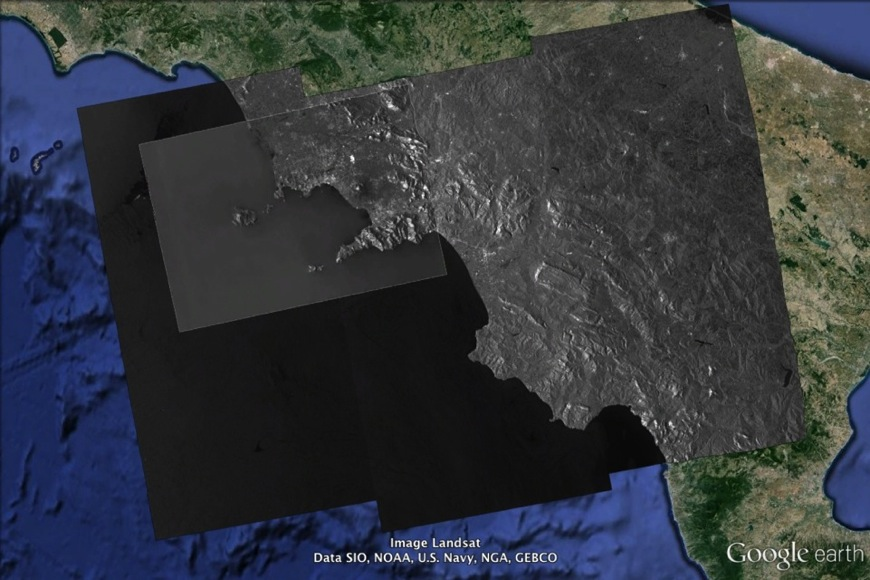 Image Landsat
Data SIO, NOAA, U.S. Navy, NGA, GEBCO
Google earth